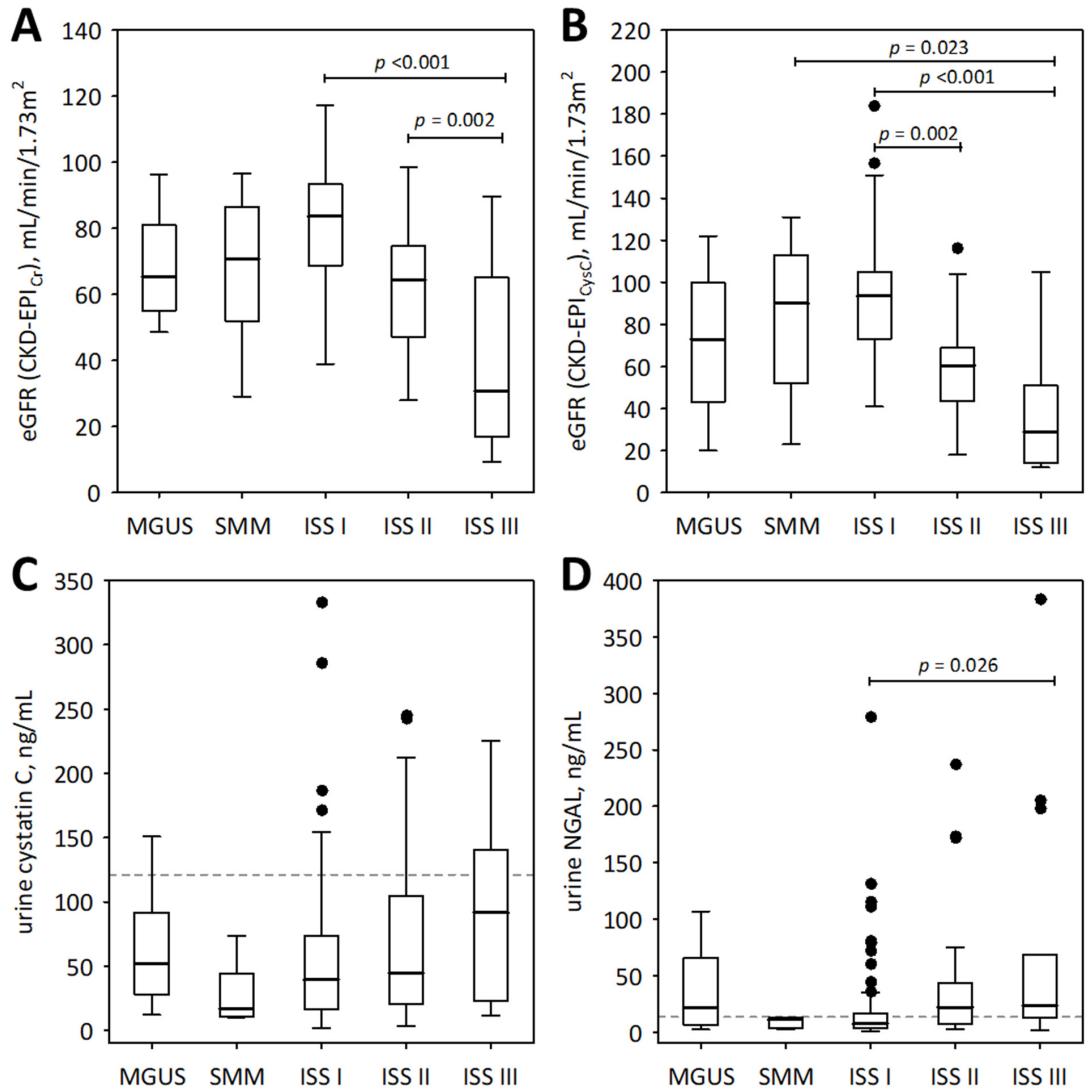 A
eGFR (CKD-EPI_Cr), mL/min/1.73m²
140
120
100
80
60
40
20
0
p <0.001
p = 0.002
MGUS SMM ISS I ISS II ISS III
B
eGFR (CKD-EPI_CysC), mL/min/1.73m²
220
200
180
160
140
120
100
80
60
40
20
0
p = 0.023
p <0.001
p = 0.002
MGUS SMM ISS I ISS II ISS III
C
urine cystatin C, ng/mL
350
300
250
200
150
100
50
0
MGUS SMM ISS I ISS II ISS III
D
urine NGAL, ng/mL
400
350
300
250
200
150
100
50
0
p = 0.026
MGUS SMM ISS I ISS II ISS III